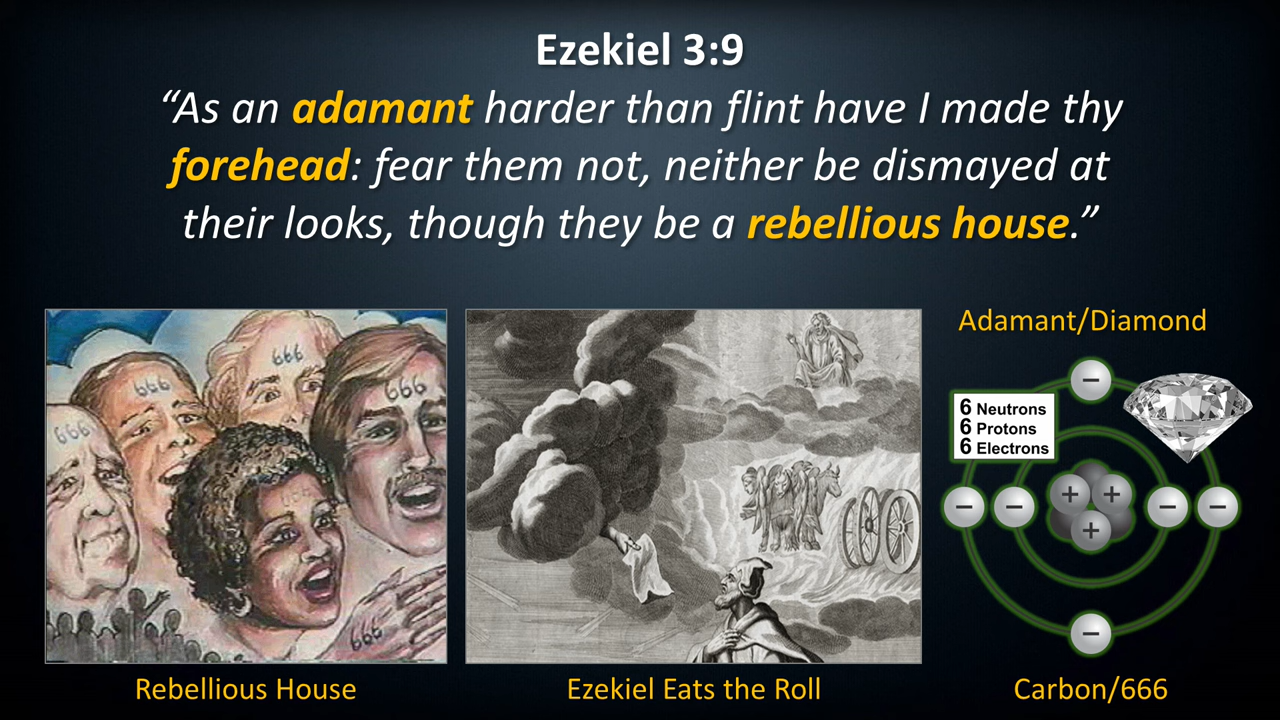 Ezekiel 3:9
“As an adamant harder than flint have I made thy
forehead: fear them not, neither be dismayed at
their looks, though they be a rebellious house.”
Adamant/Diamond
6 Neutrons
6 Protons
6 Electrons
666
666
666
666
666
−
−
−
−
−
−
+
+
+
Rebellious House
Ezekiel Eats the Roll
Carbon/666